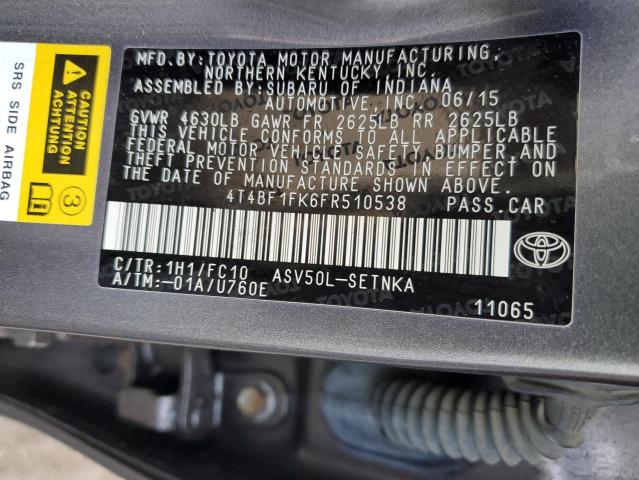 MFD. BY: TOYOTA MOTOR MANUFACTURING,
NORTHERN KENTUCKY, INC.
ASSEMBLED BY: SUBARU OF INDIANA
AUTOMOTIVE, INC. 06/15
GVWR 4630LB GAWR FR 2625LB RR 2625LB
THIS VEHICLE CONFORMS TO ALL APPLICABLE
FEDERAL MOTOR VEHICLE SAFETY, BUMPER, AND
THEFT PREVENTION STANDARDS IN EFFECT ON
THE DATE OF MANUFACTURE SHOWN ABOVE.
4T4BF1FK6FR510538 PASS.CAR
C/TR:1H1/FC10 ASV50L-SETNKA
A/TM:-01A/U760E
11065
CAUTION
ACHTUNG
ATTENTION
SRS SIDE AIRBAG
3